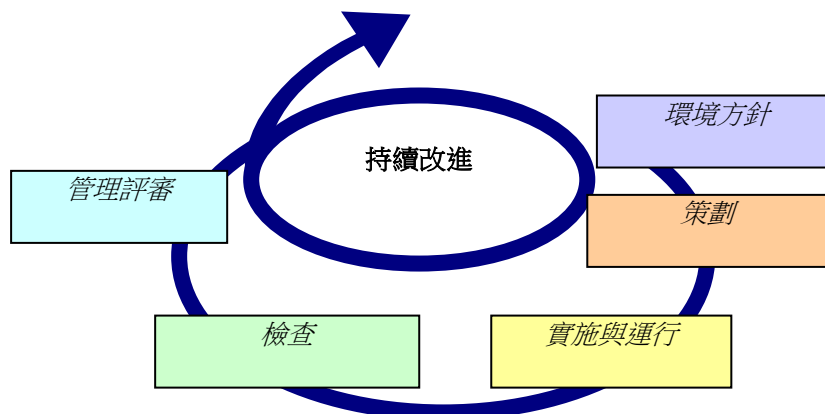 持續改進
環境方針
策劃
實施與運行
檢查
管理評審